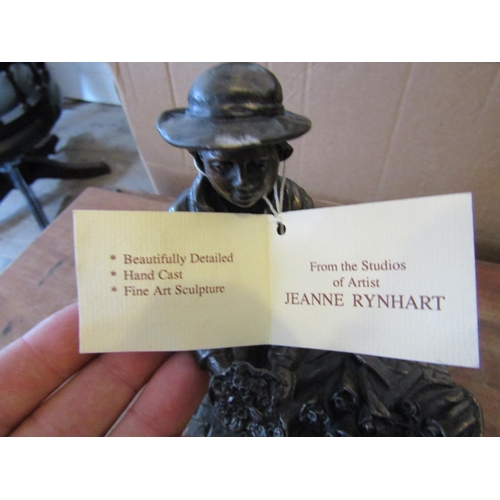 * Beautifully Detailed
* Hand Cast
* Fine Art Sculpture
From the Studios
of Artist
JEANNE RYNHART